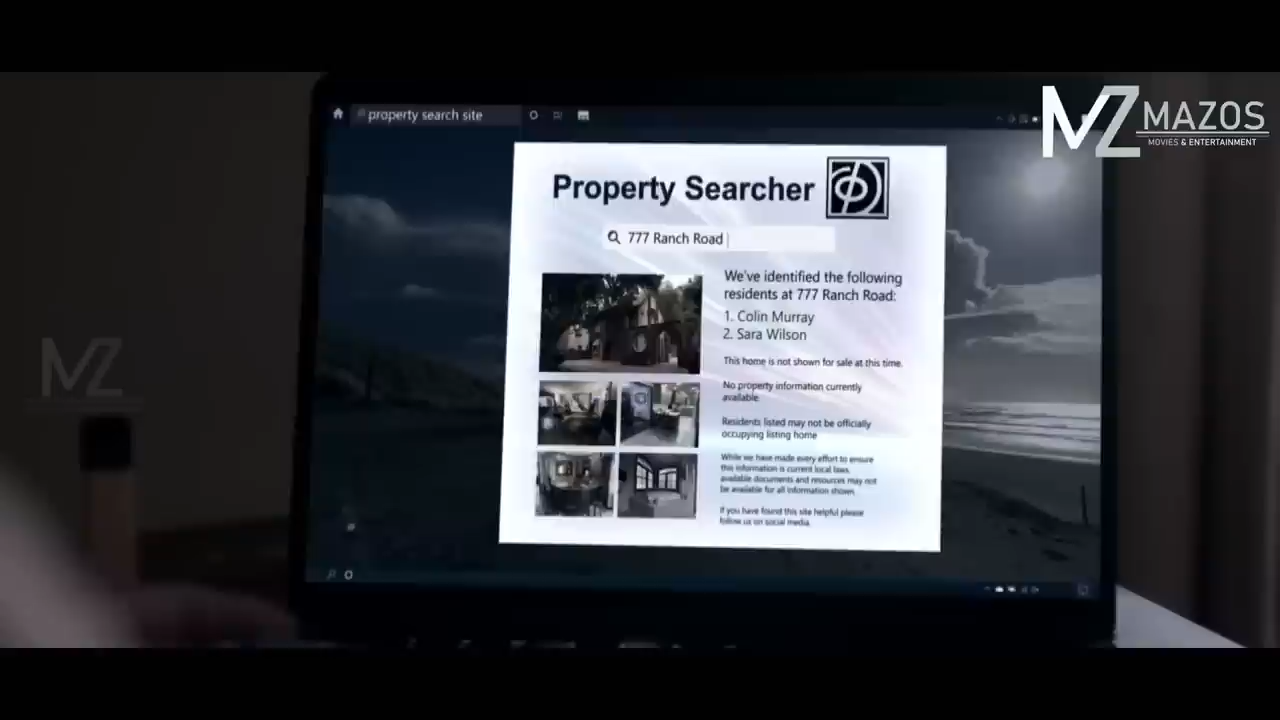 property search site
MZ MAZOS
MOVIES & ENTERTAINMENT
Property Searcher
777 Ranch Road
We've identified the following
residents at 777 Ranch Road:
1. Colin Murray
2. Sara Wilson
This home is not shown for sale at this time.
No property information currently
available.
Residents listed may not be officially
occupying listing home
While we have made every effort to ensure
this information is current local laws,
available documents and resources may not
be available for all information shown.
If you have found this site helpful please
follow us on social media.
MZ